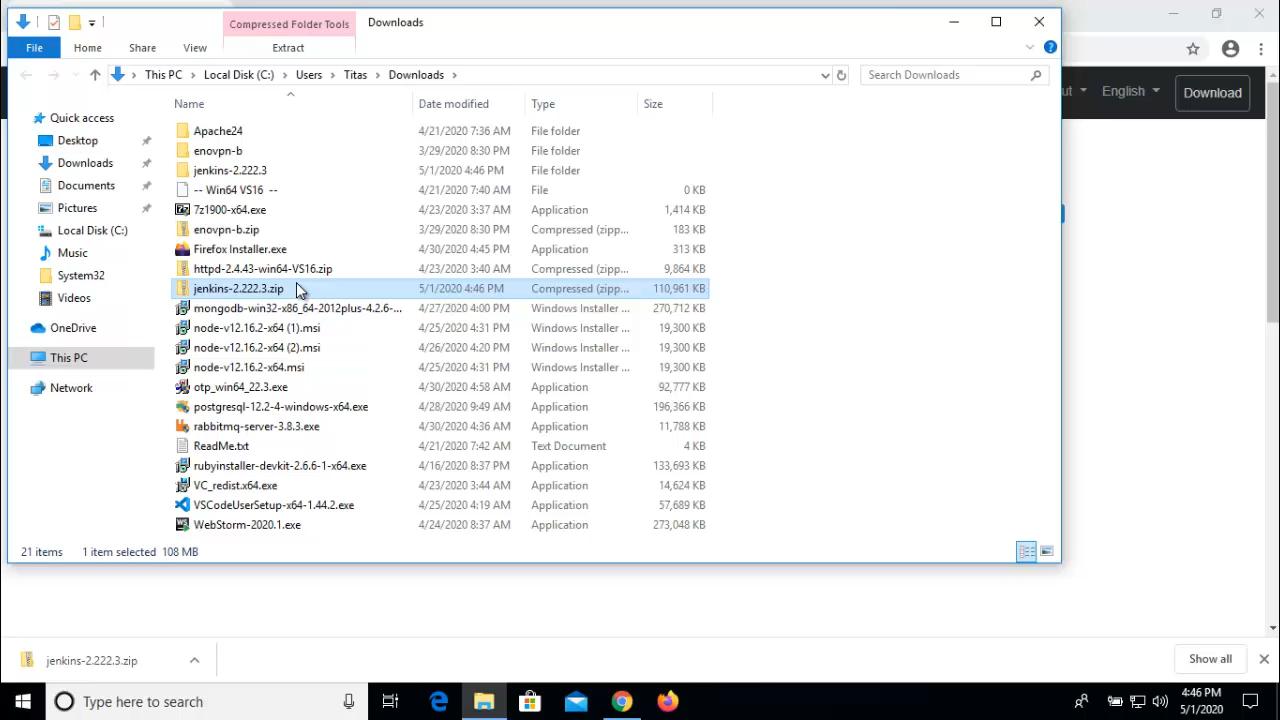 Compressed Folder Tools
Downloads
File
Home
Share
View
Extract
This PC
Local Disk (C:)
Users
Titas
Downloads
Search Downloads
English
Download
Name
Date modified
Type
Size
Quick access
Desktop
Downloads
Documents
Pictures
Local Disk (C:)
Music
System32
Videos
OneDrive
This PC
Network
Apache24 4/21/2020 7:36 AM File folder
enovpn-b 3/29/2020 8:30 PM File folder
jenkins-2.222.3 5/1/2020 4:46 PM File folder
-- Win64 VS16 -- 4/21/2020 7:40 AM File 0 KB
7z1900-x64.exe 4/23/2020 3:37 AM Application 1,414 KB
enovpn-b.zip 3/29/2020 8:30 PM Compressed (zipp... 183 KB
Firefox Installer.exe 4/30/2020 4:45 PM Application 313 KB
httpd-2.4.43-win64-VS16.zip 4/23/2020 3:40 AM Compressed (zipp... 9,864 KB
jenkins-2.222.3.zip 5/1/2020 4:46 PM Compressed (zipp... 110,961 KB
mongodb-win32-x86_64-2012plus-4.2.6-... 4/27/2020 4:00 PM Windows Installer ... 270,712 KB
node-v12.16.2-x64 (1).msi 4/25/2020 4:31 PM Windows Installer ... 19,300 KB
node-v12.16.2-x64 (2).msi 4/26/2020 4:20 PM Windows Installer ... 19,300 KB
node-v12.16.2-x64.msi 4/25/2020 4:31 PM Windows Installer ... 19,300 KB
otp_win64_22.3.exe 4/30/2020 4:58 AM Application 92,777 KB
postgresql-12.2-4-windows-x64.exe 4/28/2020 9:49 AM Application 196,366 KB
rabbitmq-server-3.8.3.exe 4/30/2020 4:36 AM Application 11,788 KB
ReadMe.txt 4/21/2020 7:42 AM Text Document 4 KB
rubyinstaller-devkit-2.6.6-1-x64.exe 4/16/2020 8:37 PM Application 133,693 KB
VC_redist.x64.exe 4/23/2020 3:44 AM Application 14,624 KB
VSCodeUserSetup-x64-1.44.2.exe 4/25/2020 4:19 AM Application 57,689 KB
WebStorm-2020.1.exe 4/24/2020 8:37 AM Application 273,048 KB
21 items 1 item selected 108 MB
jenkins-2.222.3.zip
Show all
Type here to search
4:46 PM
5/1/2020